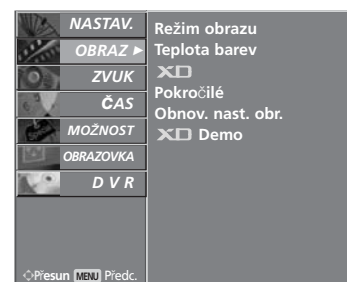 NASTAV.
OBRAZ ►
ZVUK
ČAS
MOŽNOST
OBRAZOVKA
D V R
Režim obrazu
Teplota barev
XD
Pokročilé
Obnov. nast. obr.
XD Demo
Přesun MENU Předc.